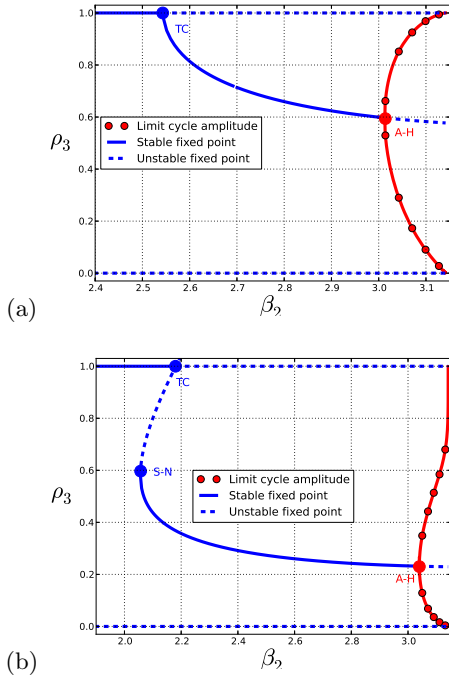 1.0
TC
0.8
ρ₃
0.6
A-H
Limit cycle amplitude
Stable fixed point
Unstable fixed point
0.4
0.2
0.0
2.4 2.5 2.6 2.7 2.8 2.9 3.0 3.1
(a)
β₂
1.0
TC
0.8
ρ₃
0.6
S-N
Limit cycle amplitude
Stable fixed point
Unstable fixed point
0.4
0.2
A-H
0.0
2.0 2.2 2.4 2.6 2.8 3.0
(b)
β₂